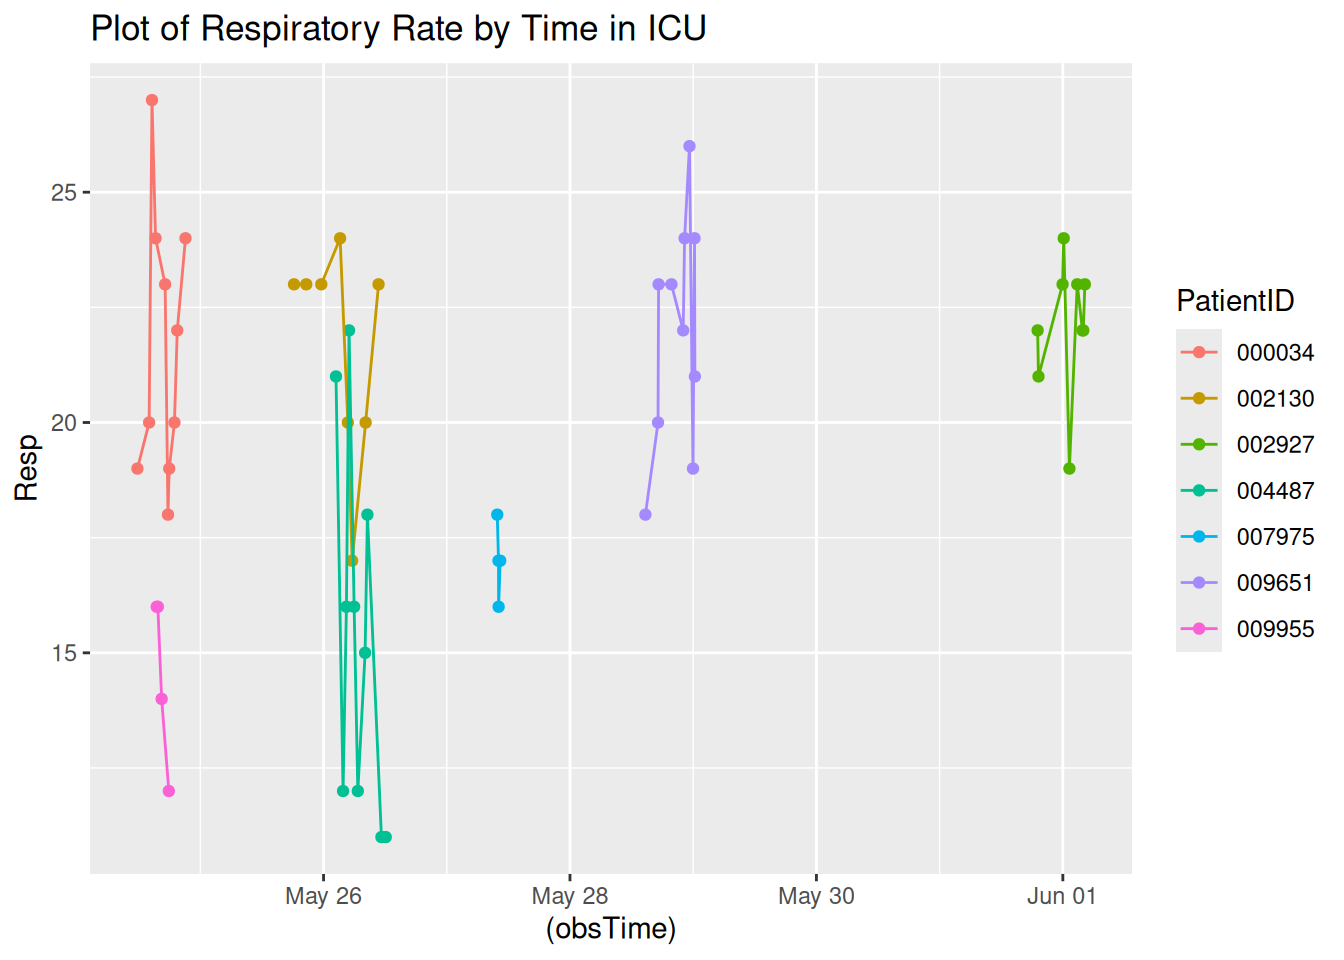 Plot of Respiratory Rate by Time in ICU
Resp
25
20
15
May 26
May 28
May 30
Jun 01
(obsTime)
PatientID
000034
002130
002927
004487
007975
009651
009955